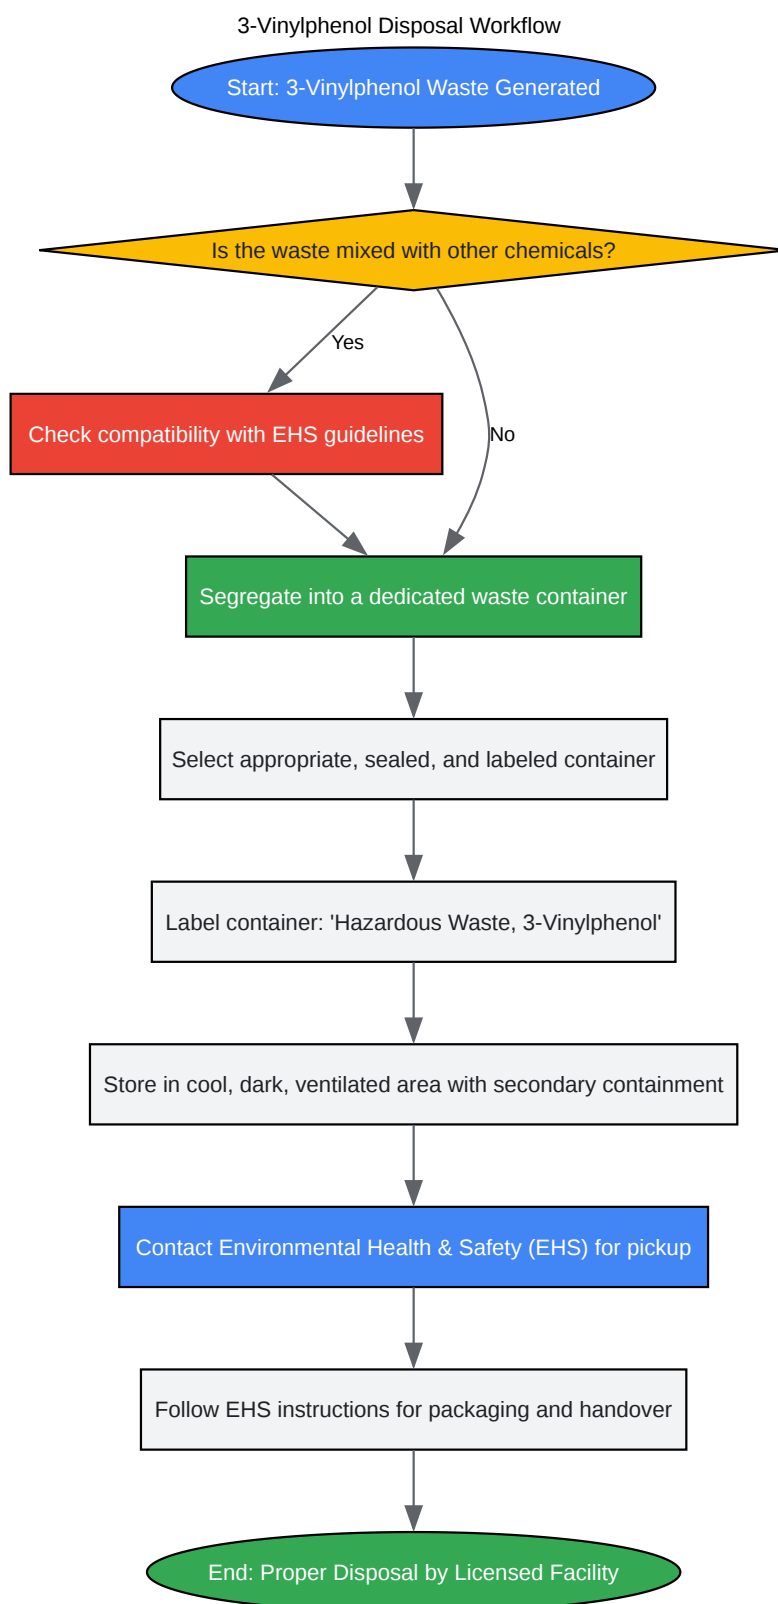 3-Vinylphenol Disposal Workflow
Start: 3-Vinylphenol Waste Generated
Is the waste mixed with other chemicals?
Yes
Check compatibility with EHS guidelines
No
Segregate into a dedicated waste container
Select appropriate, sealed, and labeled container
Label container: 'Hazardous Waste, 3-Vinylphenol'
Store in cool, dark, ventilated area with secondary containment
Contact Environmental Health & Safety (EHS) for pickup
Follow EHS instructions for packaging and handover
End: Proper Disposal by Licensed Facility